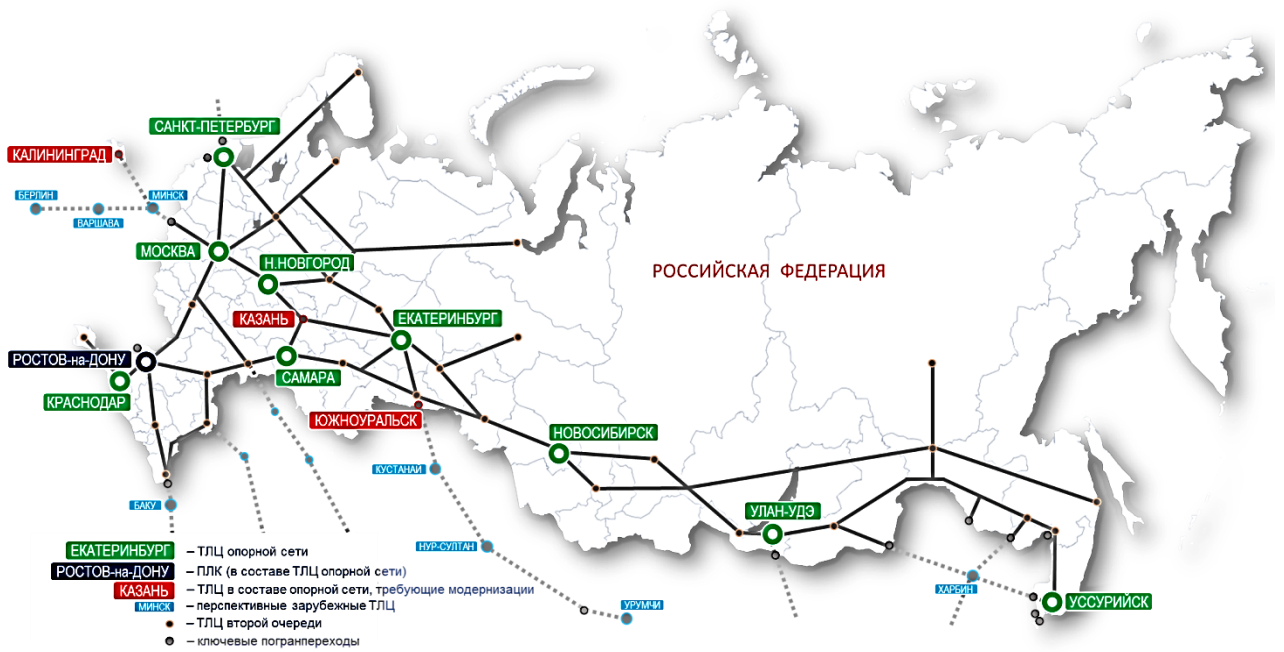 САНКТ-ПЕТЕРБУРГ
КАЛИНИНГРАД
БЕРЛИН
МИНСК
ВАРШАВА
МОСКВА
Н.НОВГОРОД
РОССИЙСКАЯ ФЕДЕРАЦИЯ
КАЗАНЬ
ЕКАТЕРИНБУРГ
РОСТОВ-на-ДОНУ
САМАРА
КРАСНОДАР
ЮЖНОУРАЛЬСК
НОВОСИБИРСК
КУСТАНАЙ
БАКУ
УЛАН-УДЭ
НУР-СУЛТАН
ХАРБИН
УРУМЧИ
УССУРИЙСК
ЕКАТЕРИНБУРГ – ТЛЦ опорной сети
РОСТОВ-на-ДОНУ – ПЛК (в составе ТЛЦ опорной сети)
КАЗАНЬ – ТЛЦ в составе опорной сети, требующие модернизации
МИНСК – перспективные зарубежные ТЛЦ
– ТЛЦ второй очереди
– ключевые погранпереходы